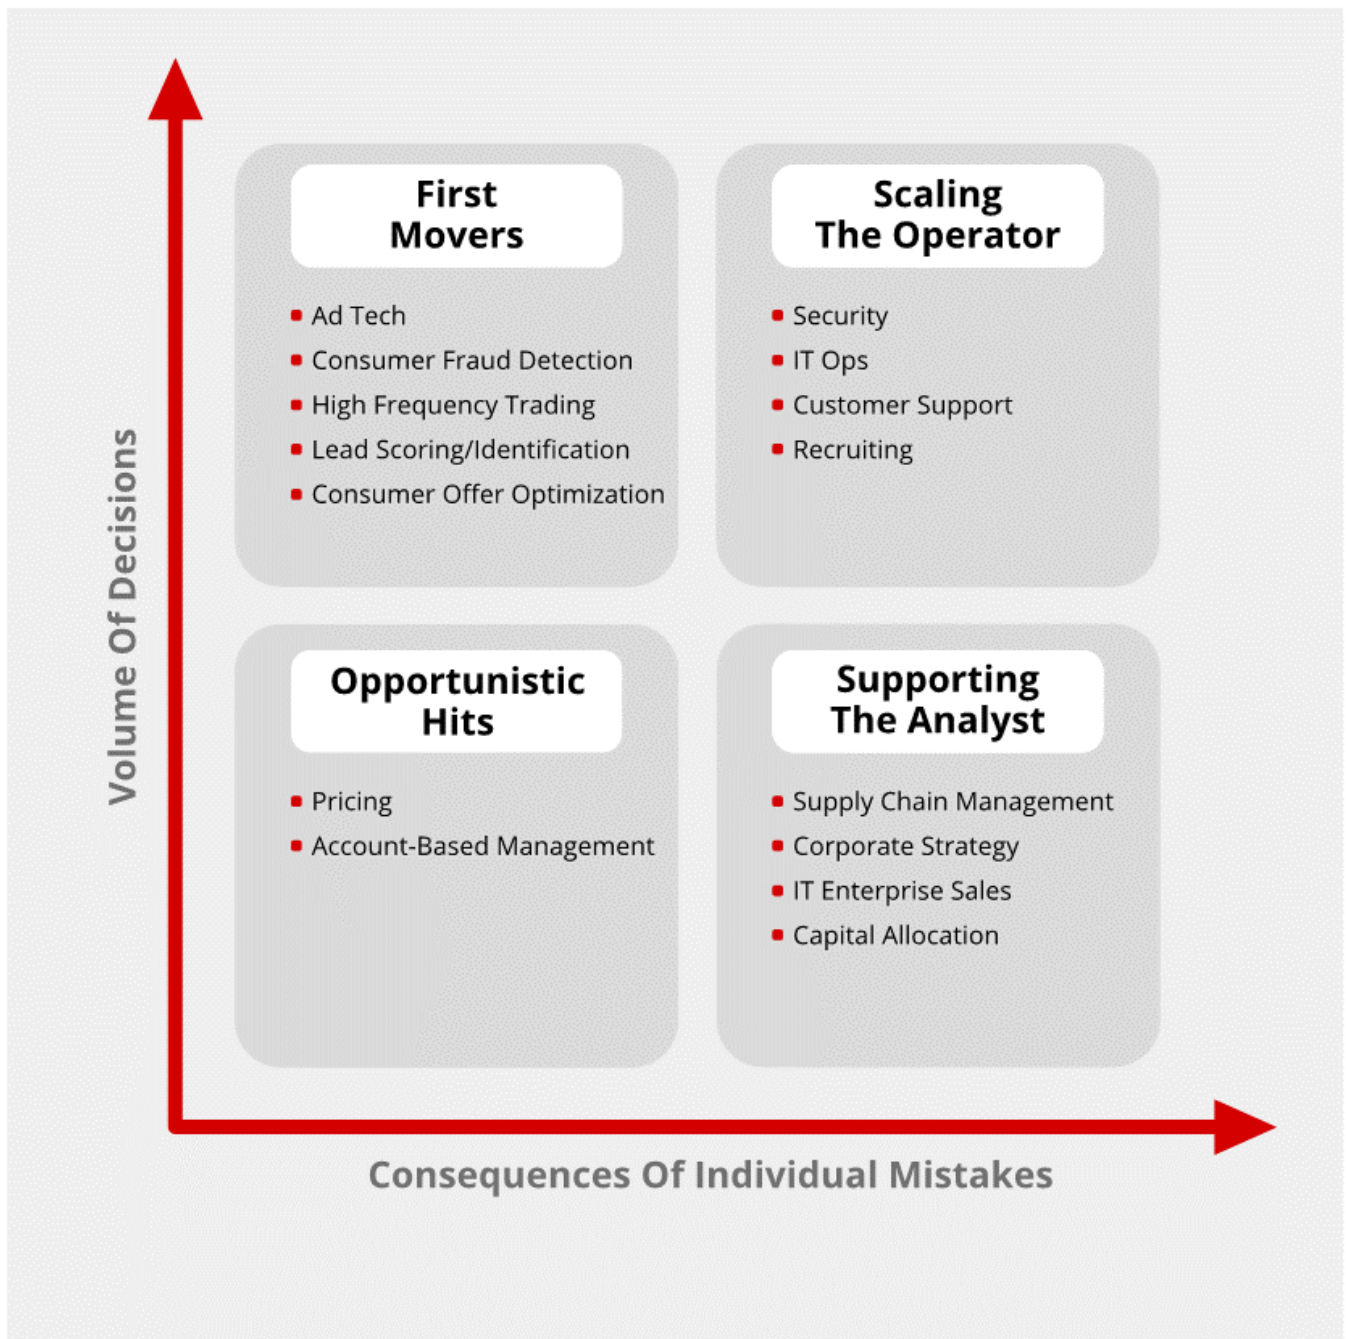 First
Movers
Ad Tech
Consumer Fraud Detection
High Frequency Trading
Lead Scoring/Identification
Consumer Offer Optimization
Scaling
The Operator
Security
IT Ops
Customer Support
Recruiting
Opportunistic
Hits
Pricing
Account-Based Management
Supporting
The Analyst
Supply Chain Management
Corporate Strategy
IT Enterprise Sales
Capital Allocation
Volume Of Decisions
Consequences Of Individual Mistakes